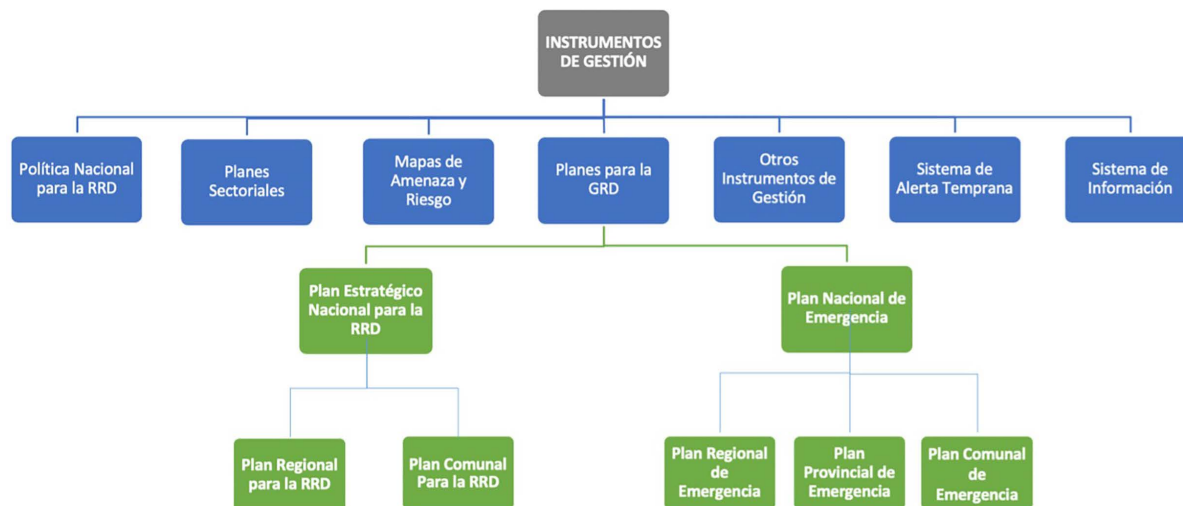 INSTRUMENTOS
DE GESTIÓN
Política Nacional
para la RRD
Planes
Sectoriales
Mapas de
Amenaza y
Riesgo
Planes para la
GRD
Otros
Instrumentos de
Gestión
Sistema de
Alerta Temprana
Sistema de
Información
Plan Estratégico
Nacional para la
RRD
Plan Nacional de
Emergencia
Plan Regional
para la RRD
Plan Comunal
Para la RRD
Plan Regional
de
Emergencia
Plan
Provincial de
Emergencia
Plan Comunal
de
Emergencia